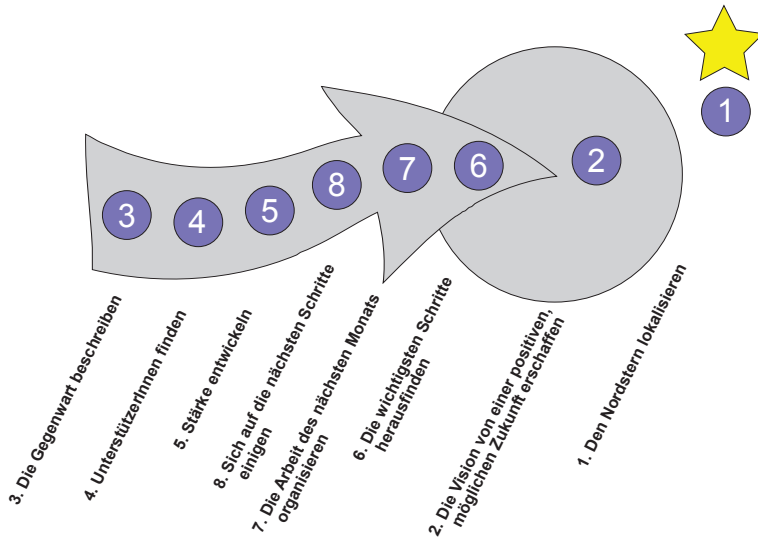 1
2
6
7
8
5
4
3
3. Die Gegenwart beschreiben
4. UnterstützerInnen finden
5. Stärke entwickeln
8. Sich auf die nächsten Schritte
einigen
7. Die Arbeit des nächsten Monats
organisieren
6. Die wichtigsten Schritte
herausfinden
2. Die Vision von einer positiven,
möglichen Zukunft erschaffen
1. Den Nordstern lokalisieren